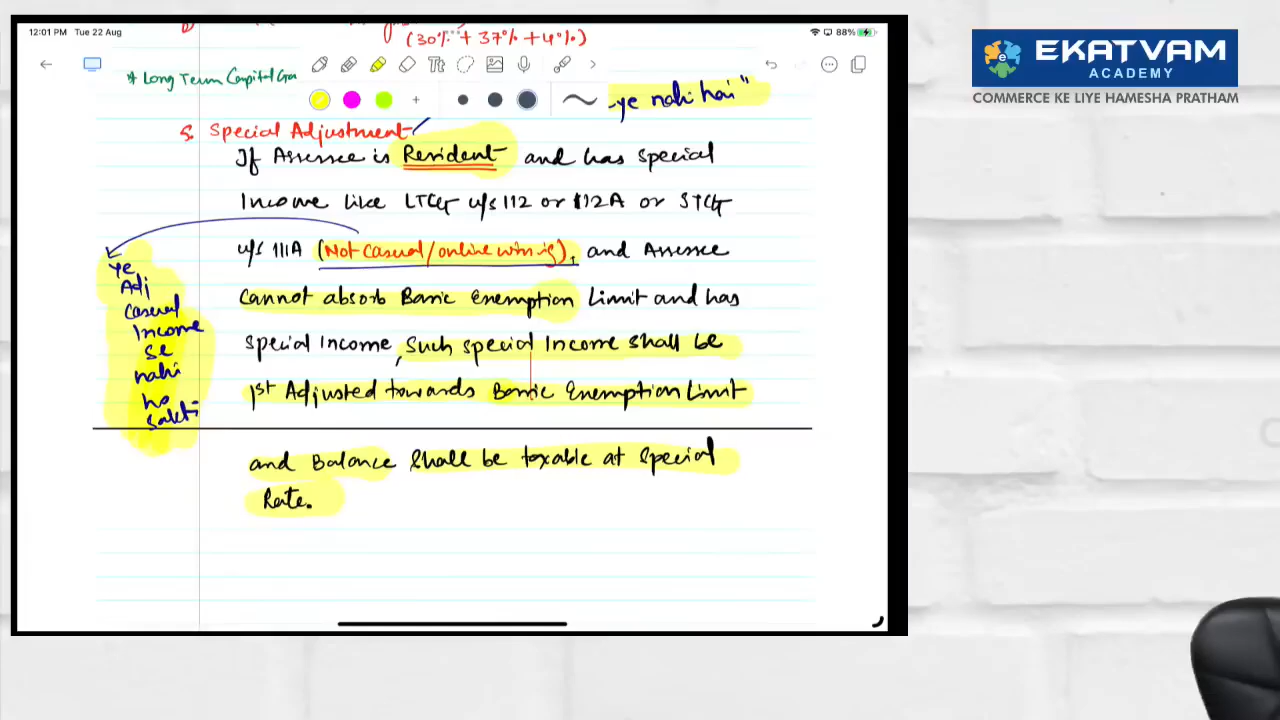 12:01 PM Tue 22 Aug
88%
(30% + 37% + 4%)
* Long Term Capital Gai
ye nahi hai"
5. Special Adjustment
If Assessee is Resident and has special
Income like LTCG u/s 112 or 112A or STCG
u/s 111A (Not Casual/online winnig), and Assessee
Cannot absorb Basic Exemption Limit and has
special Income, Such special Income shall be
1st Adjusted towards Basic Exemption Limit
and Balance Shall be taxable at Special
Rate.
ye
Adj
Casual
Income
se
nahi
ho
sakti
EKATVAM
ACADEMY
COMMERCE KE LIYE HAMESHA PRATHAM